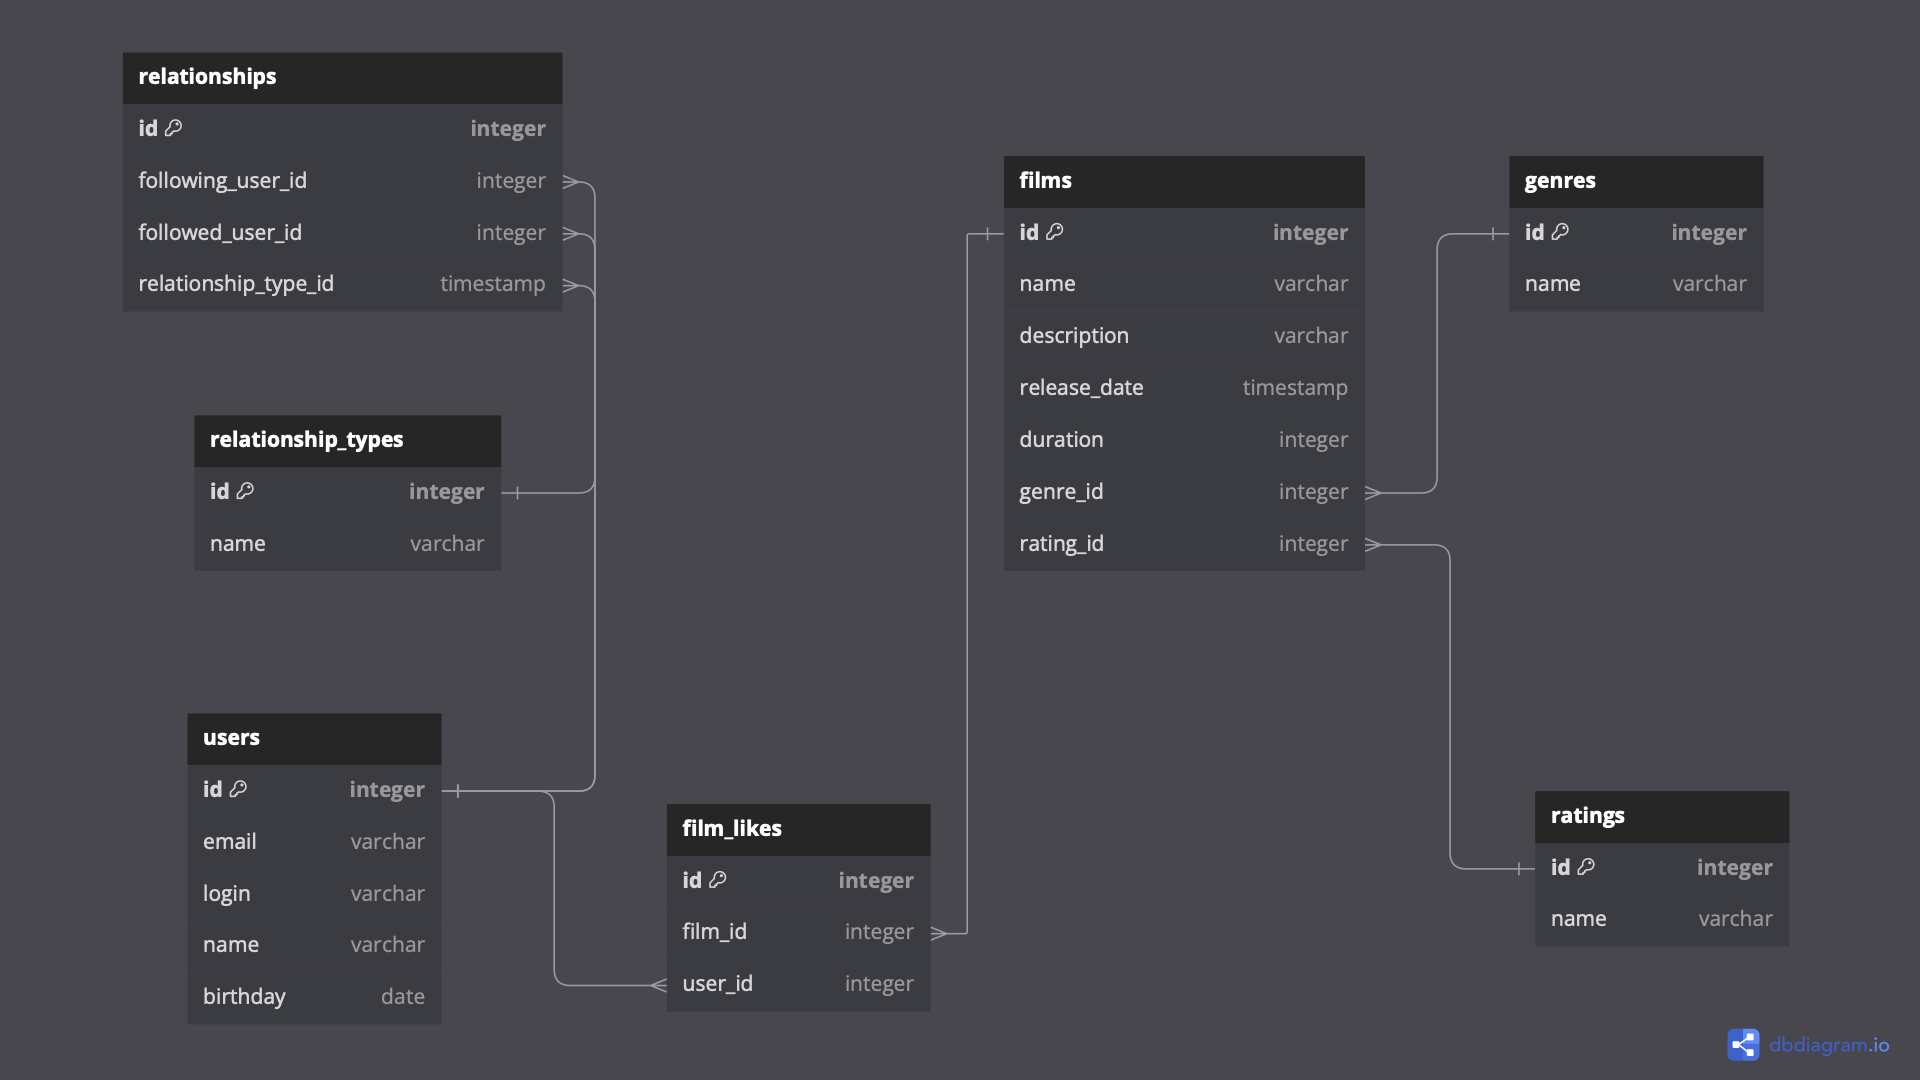 relationships
id integer
following_user_id integer
followed_user_id integer
relationship_type_id timestamp
relationship_types
id integer
name varchar
users
id integer
email varchar
login varchar
name varchar
birthday date
film_likes
id integer
film_id integer
user_id integer
films
id integer
name varchar
description varchar
release_date timestamp
duration integer
genre_id integer
rating_id integer
genres
id integer
name varchar
ratings
id integer
name varchar
dbdiagram.io